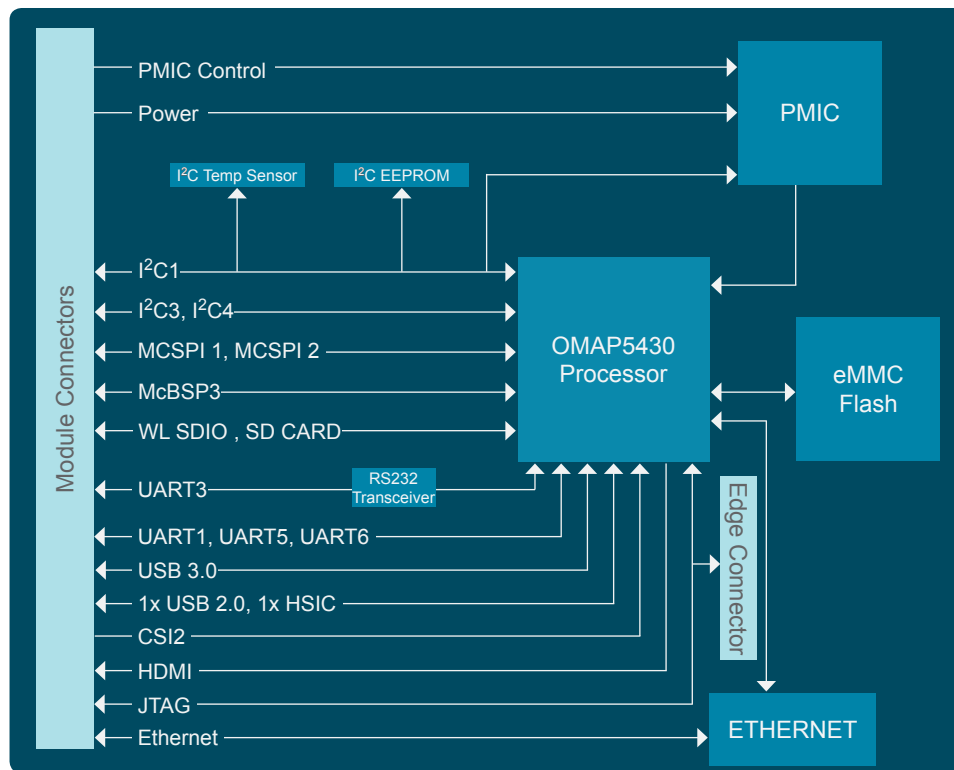 PMIC Control
Power
PMIC
I²C Temp Sensor
I²C EEPROM
Module Connectors
I²C1
I²C3, I²C4
MCSPI 1, MCSPI 2
McBSP3
WL SDIO , SD CARD
OMAP5430
Processor
eMMC
Flash
UART3
RS232
Transceiver
Edge Connector
UART1, UART5, UART6
USB 3.0
1x USB 2.0, 1x HSIC
CSI2
HDMI
JTAG
Ethernet
ETHERNET